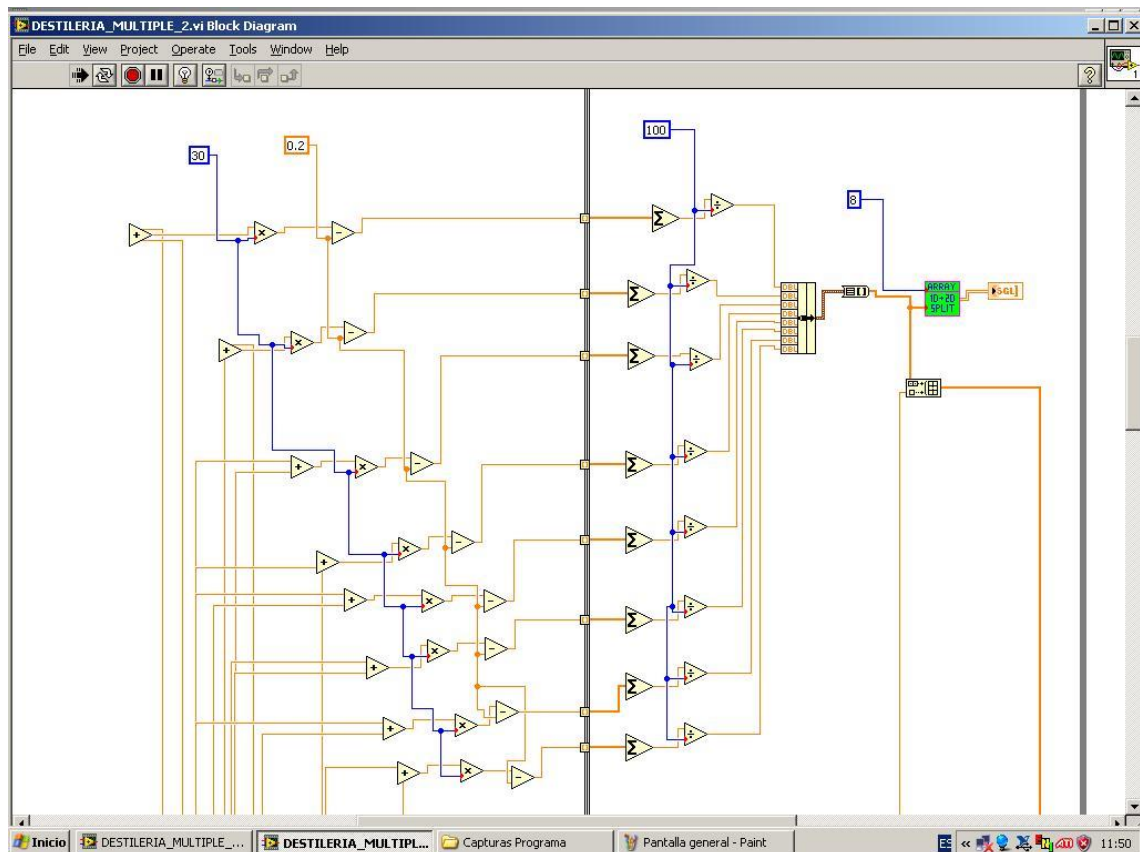 DESTILERIA_MULTIPLE_2.vi Block Diagram
File Edit View Project Operate Tools Window Help
? 1
100
0.2
30
8
+ × − Σ ÷
ARRAY
1D→2D
SPLIT
SGL]
+ × − Σ ÷
DBL
DBL
DBL
DBL
DBL
DBL
DBL
DBL
Σ ÷
+ × − Σ ÷
+ × − Σ ÷
+ × − Σ ÷
+ × − Σ ÷
+ × − Σ ÷
+ × − Σ ÷
Inicio DESTILERIA_MULTIPLE_... DESTILERIA_MULTIPL... Capturas Programa Pantalla general - Paint ES « 11:50